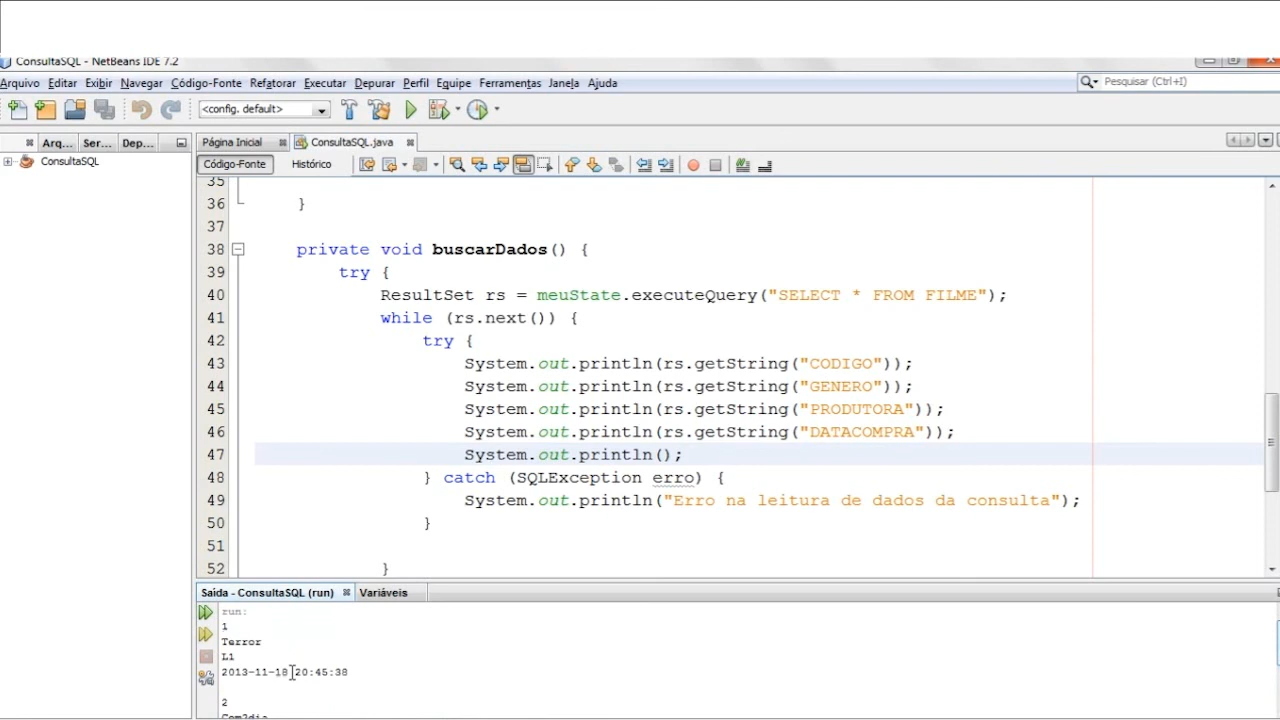 ConsultaSQL - NetBeans IDE 7.2
Arquivo Editar Exibir Navegar Código-Fonte Refatorar Executar Depurar Perfil Equipe Ferramentas Janela Ajuda
Pesquisar (Ctrl+I)
<config. default>
Arq... Ser... Dep...
Página Inicial ConsultaSQL.java
ConsultaSQL
Código-Fonte Histórico
35
36 }
37
38 private void buscarDados() {
39 try {
40 ResultSet rs = meuState.executeQuery("SELECT * FROM FILME");
41 while (rs.next()) {
42 try {
43 System.out.println(rs.getString("CODIGO"));
44 System.out.println(rs.getString("GENERO"));
45 System.out.println(rs.getString("PRODUTORA"));
46 System.out.println(rs.getString("DATACOMPRA"));
47 System.out.println();
48 } catch (SQLException erro) {
49 System.out.println("Erro na leitura de dados da consulta");
50 }
51
52 }
Saída - ConsultaSQL (run) Variáveis
run:
1
Terror
L1
2013-11-18 20:45:38
2